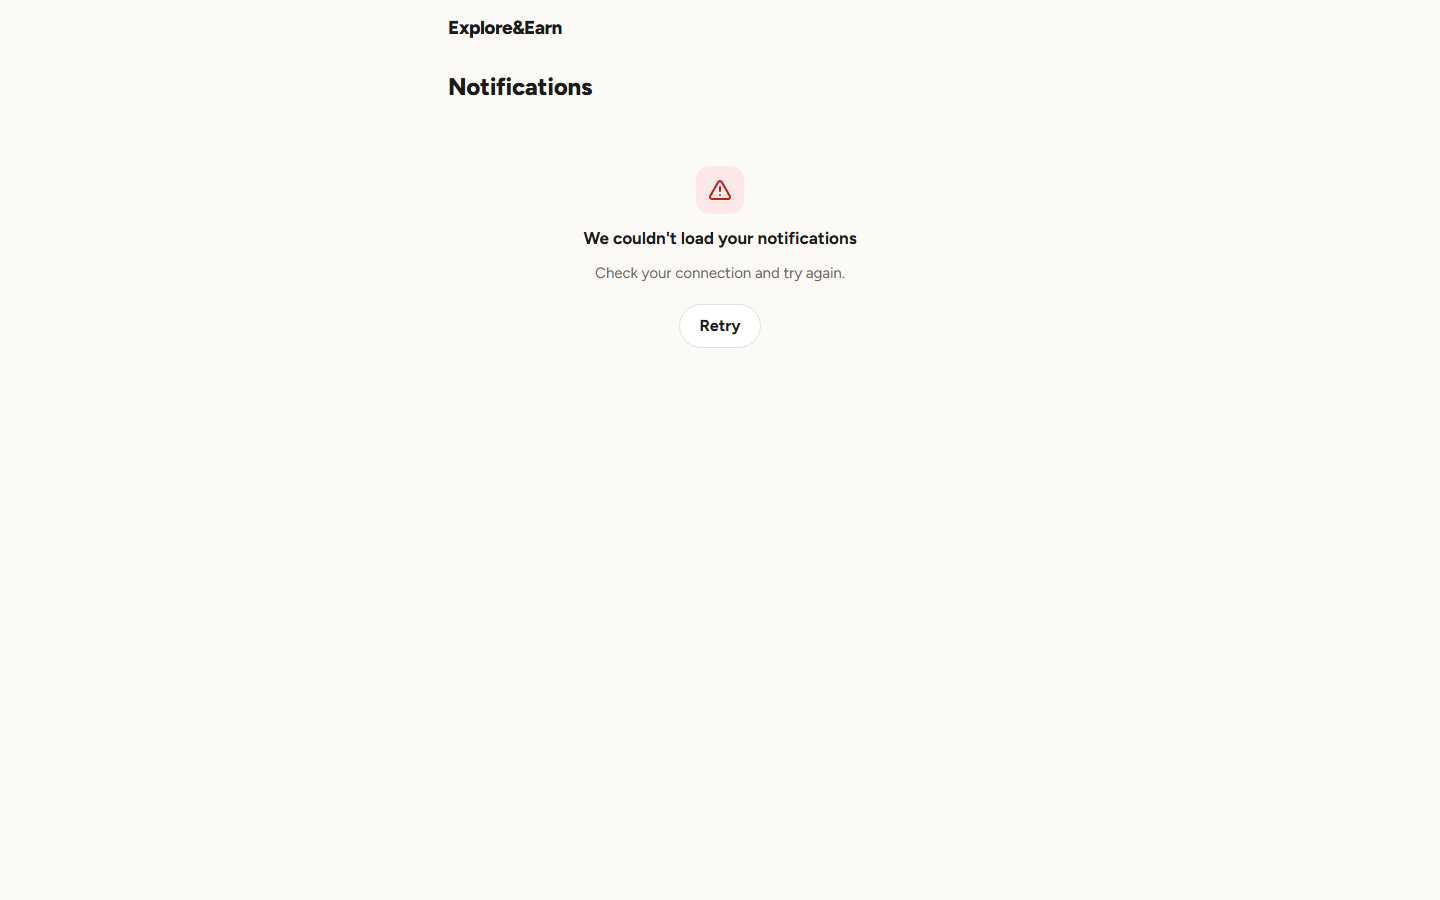 Explore&Earn
Notifications
We couldn't load your notifications
Check your connection and try again.
Retry